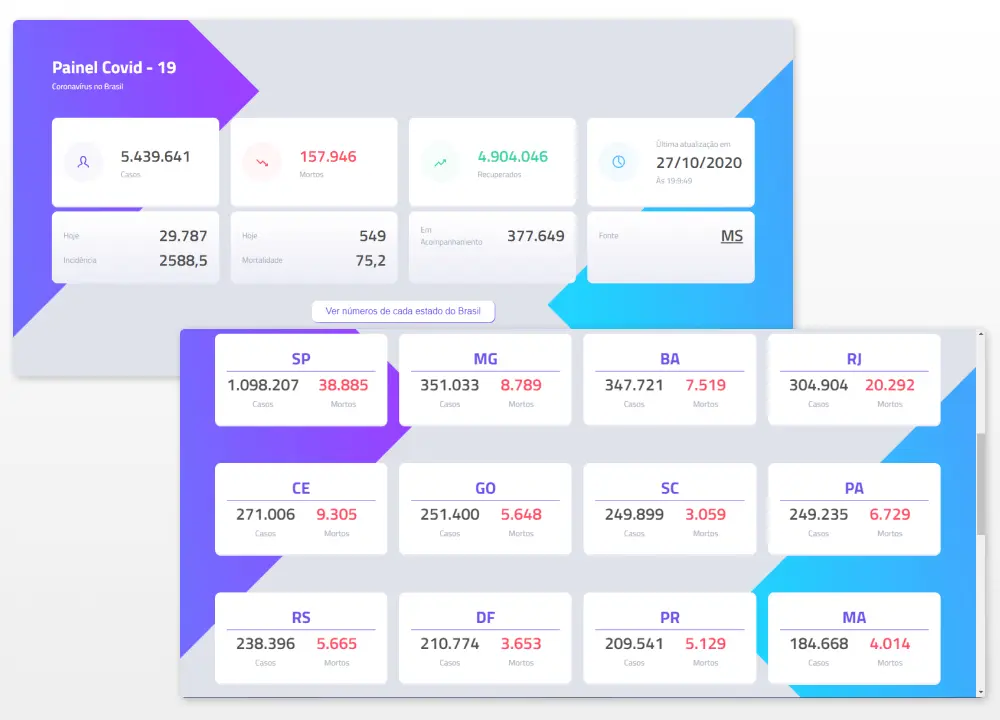 Painel Covid - 19
Coronavírus no Brasil
5.439.641
Casos
157.946
Mortos
4.904.046
Recuperados
Última atualização em
27/10/2020
Às 19:9:49
Hoje 29.787
Incidência 2588,5
Hoje 549
Mortalidade 75,2
Em
Acompanhamento 377.649
Fonte MS
Ver números de cada estado do Brasil
SP MG BA RJ
1.098.207 38.885 351.033 8.789 347.721 7.519 304.904 20.292
Casos Mortos Casos Mortos Casos Mortos Casos Mortos
CE GO SC PA
271.006 9.305 251.400 5.648 249.899 3.059 249.235 6.729
Casos Mortos Casos Mortos Casos Mortos Casos Mortos
RS DF PR MA
238.396 5.665 210.774 3.653 209.541 5.129 184.668 4.014
Casos Mortos Casos Mortos Casos Mortos Casos Mortos